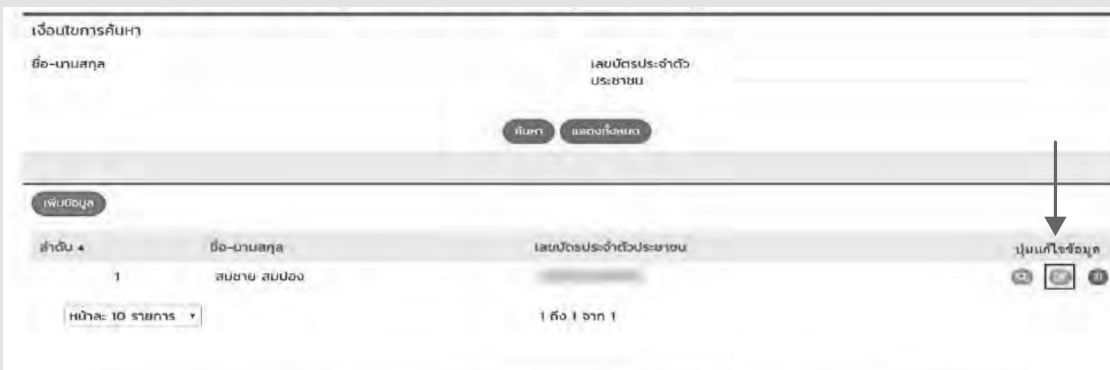 เงื่อนไขการค้นหา
ชื่อ-นามสกุล
เลขบัตรประจำตัว
ประชาชน
ค้นหา แสดงทั้งหมด
เพิ่มข้อมูล
ลำดับ ▲ ชื่อ-นามสกุล เลขบัตรประจำตัวประชาชน ปุ่มแก้ไขข้อมูล
1 สมชาย สมปอง
หน้าละ 10 รายการ 1 ถึง 1 จาก 1